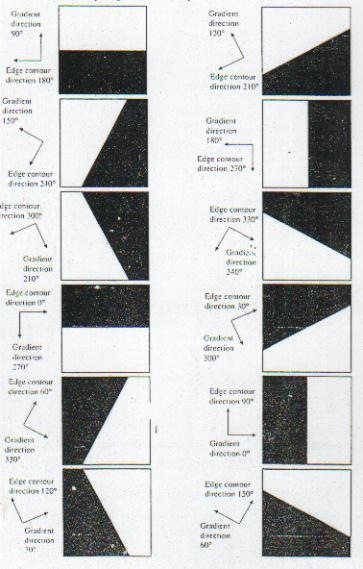 Gradient
direction
90°
Edge contour
direction 180°
Gradient
direction
120°
Edge contour
direction 210°
Gradient
direction
150°
Edge contour
direction 240°
Gradient
direction
180°
Edge contour
direction 270°
Edge contour
direction 300°
Gradient
direction
210°
Edge contour
direction 330°
Gradient
direction
240°
Edge contour
direction 0°
Gradient
direction
270°
Edge contour
direction 30°
Gradient
direction
300°
Edge contour
direction 60°
Gradient
direction
330°
Edge contour
direction 90°
Gradient
direction 0°
Edge contour
direction 120°
Gradient
direction
30°
Edge contour
direction 150°
Gradient
direction
60°